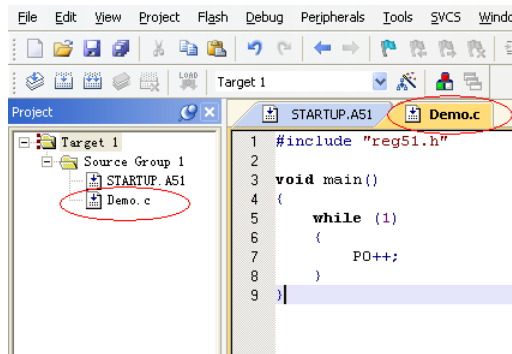 File Edit View Project Flash Debug Peripherals Tools SVCS Windo
LOAD Target 1
Project
STARTUP.A51 Demo.c
Target 1
Source Group 1
STARTUP.A51
Demo.c
1 #include "reg51.h"
2
3 void main()
4 {
5 while (1)
6 {
7 P0++;
8 }
9 }